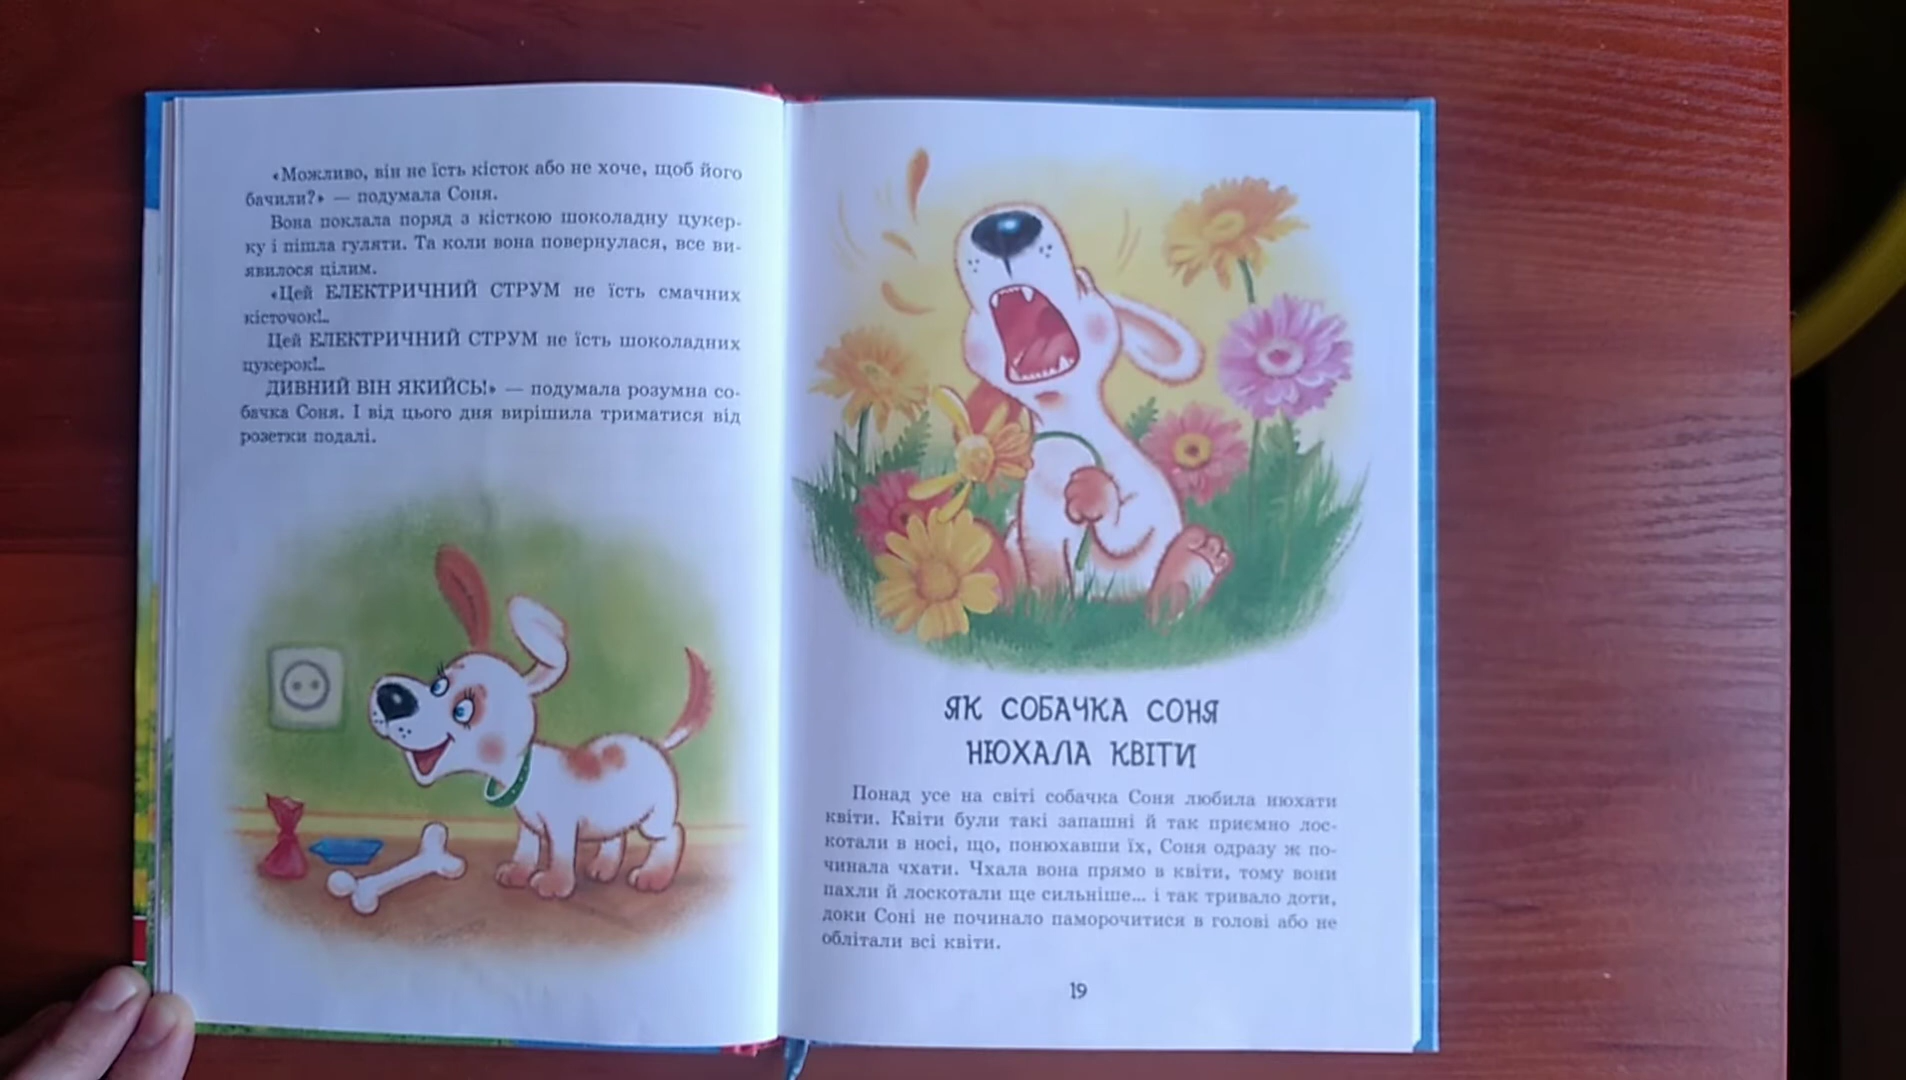 «Можливо, він не їсть кісток або не хоче, щоб його
бачили?» — подумала Соня.
Вона поклала поряд з кісткою шоколадну цукер-
ку і пішла гуляти. Та коли вона повернулася, все ви-
явилося цілим.
«Цей ЕЛЕКТРИЧНИЙ СТРУМ не їсть смачних
кісточок!..
Цей ЕЛЕКТРИЧНИЙ СТРУМ не їсть шоколадних
цукерок!..
ДИВНИЙ ВІН ЯКИЙСЬ!» — подумала розумна со-
бачка Соня. І від цього дня вирішила триматися від
розетки подалі.
ЯК СОБАЧКА СОНЯ
НЮХАЛА КВІТИ
Понад усе на світі собачка Соня любила нюхати
квіти. Квіти були такі запашні й так приємно лос-
котали в носі, що, понюхавши їх, Соня одразу ж по-
чинала чхати. Чхала вона прямо в квіти, тому вони
пахли й лоскотали ще сильніше... і так тривало доти,
доки Соні не починало паморочитися в голові або не
облітали всі квіти.
19